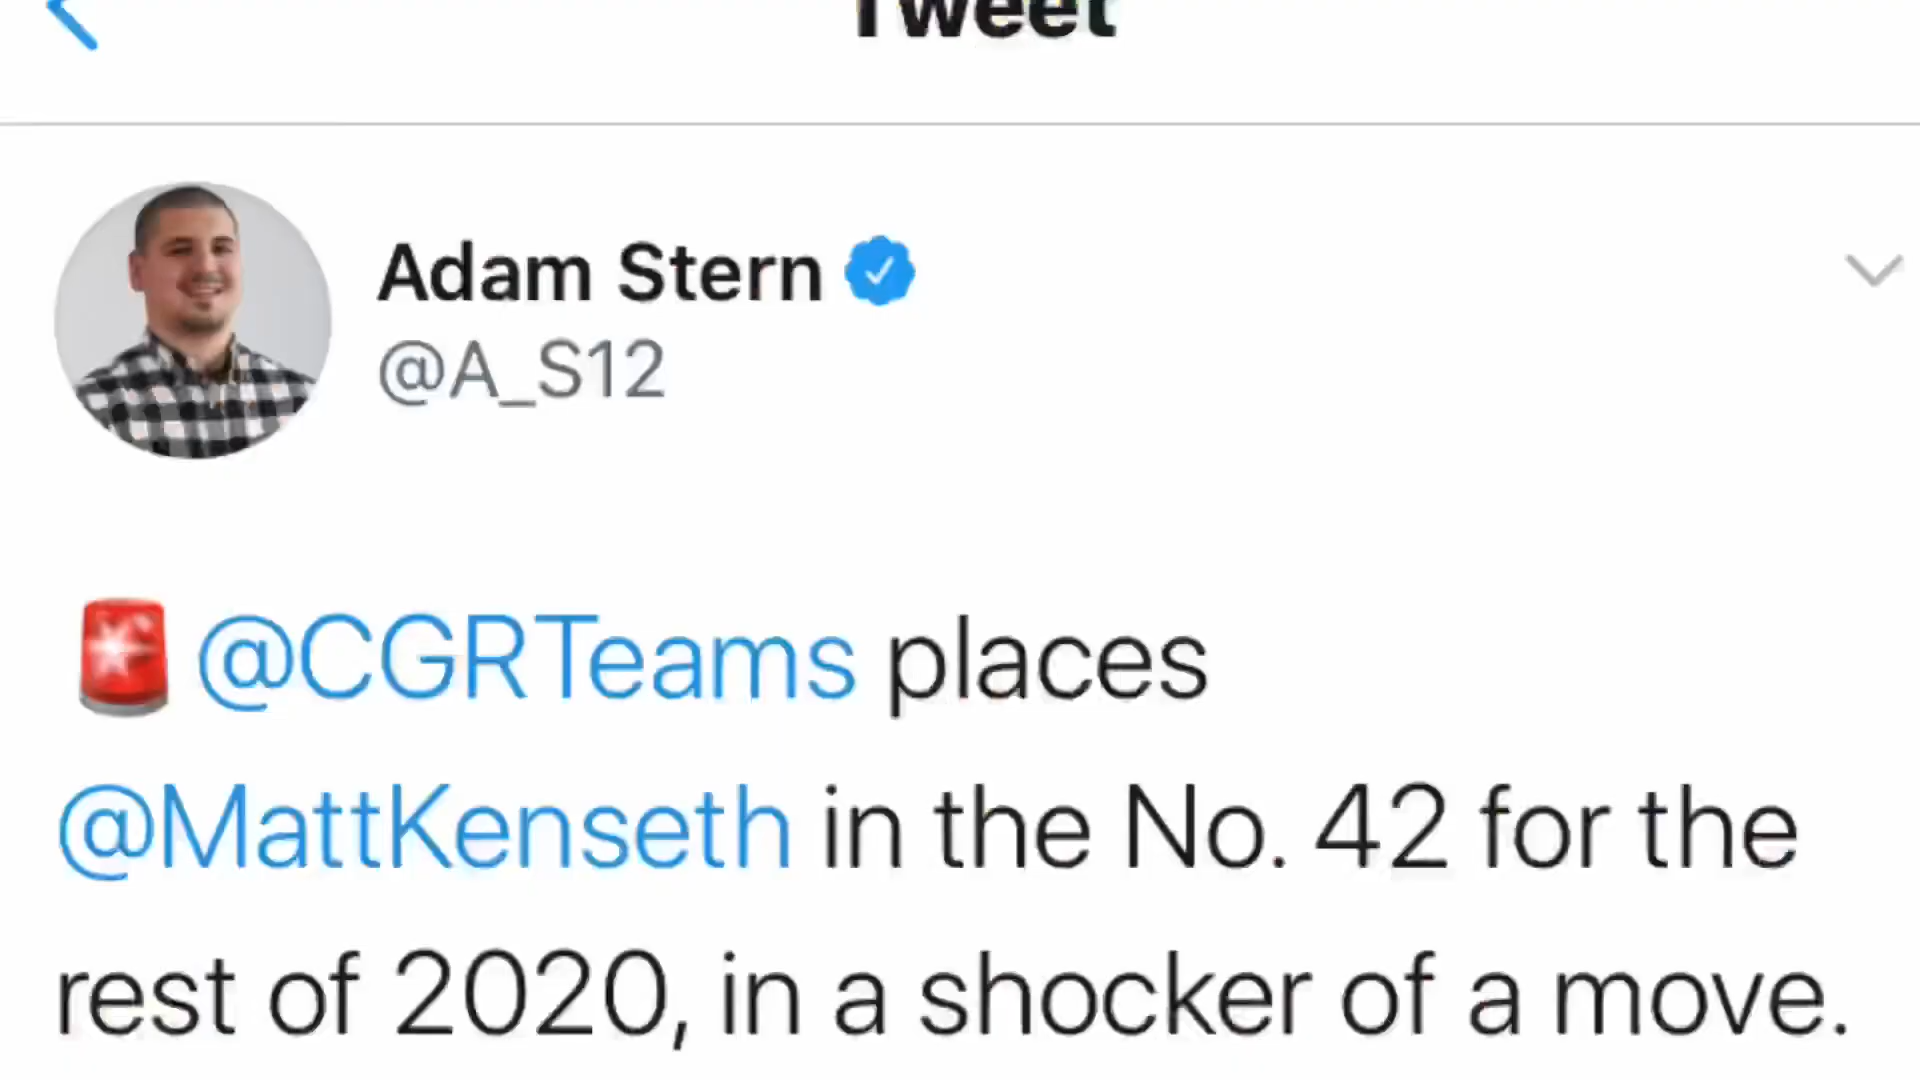 Tweet
Adam Stern
@A_S12
@CGRTeams places
@MattKenseth in the No. 42 for the
rest of 2020, in a shocker of a move.